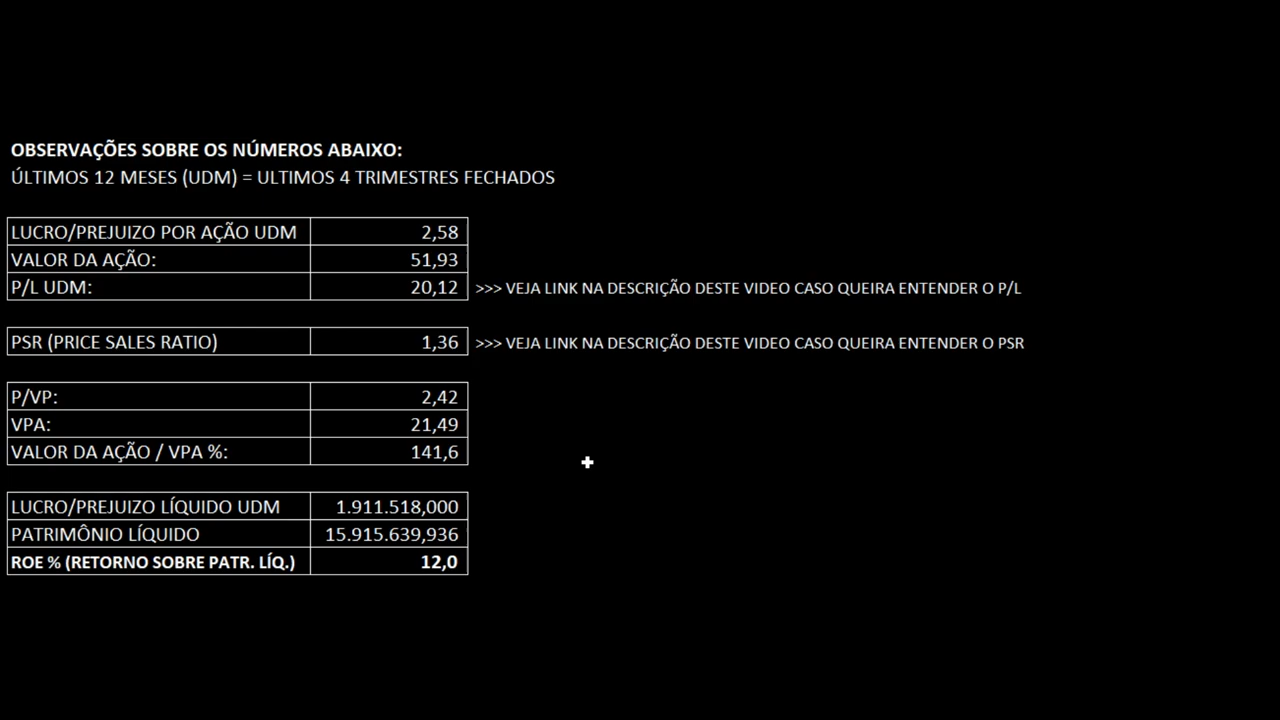 OBSERVAÇÕES SOBRE OS NÚMEROS ABAIXO:
ÚLTIMOS 12 MESES (UDM) = ULTIMOS 4 TRIMESTRES FECHADOS
LUCRO/PREJUIZO POR AÇÃO UDM 2,58
VALOR DA AÇÃO: 51,93
P/L UDM: 20,12 >>> VEJA LINK NA DESCRIÇÃO DESTE VIDEO CASO QUEIRA ENTENDER O P/L
PSR (PRICE SALES RATIO) 1,36 >>> VEJA LINK NA DESCRIÇÃO DESTE VIDEO CASO QUEIRA ENTENDER O PSR
P/VP: 2,42
VPA: 21,49
VALOR DA AÇÃO / VPA %: 141,6
LUCRO/PREJUIZO LÍQUIDO UDM 1.911.518,000
PATRIMÔNIO LÍQUIDO 15.915.639,936
ROE % (RETORNO SOBRE PATR. LÍQ.) 12,0